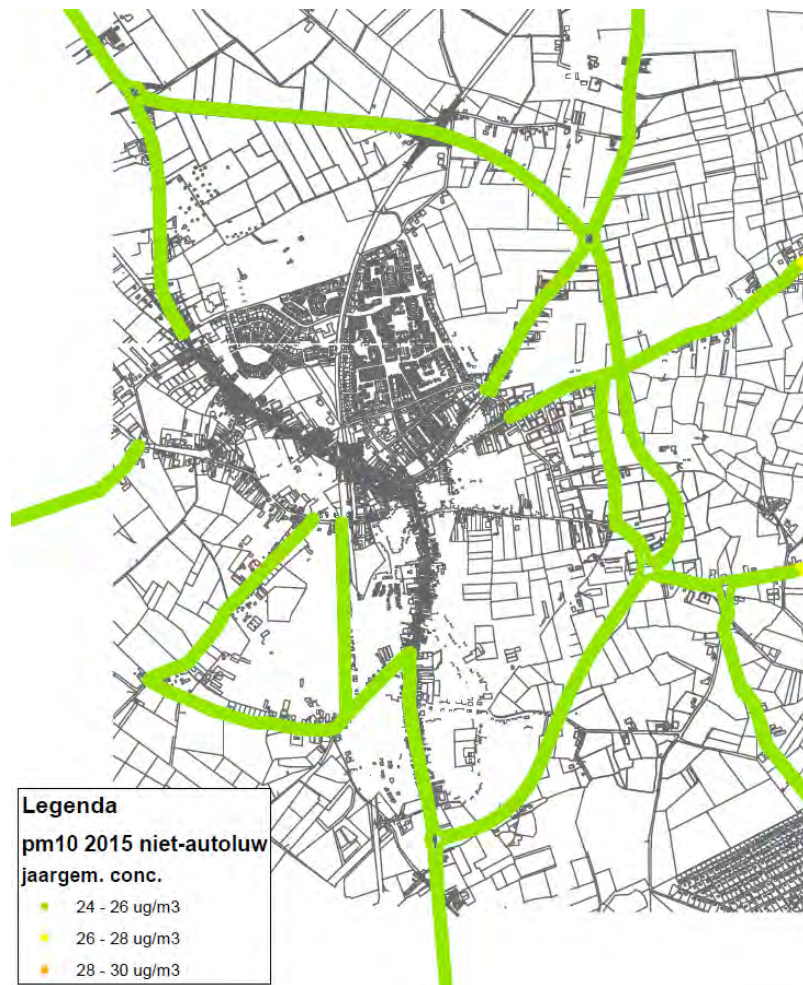 Legenda
pm10 2015 niet-autoluw
jaargem. conc.
24 - 26 ug/m3
26 - 28 ug/m3
28 - 30 ug/m3